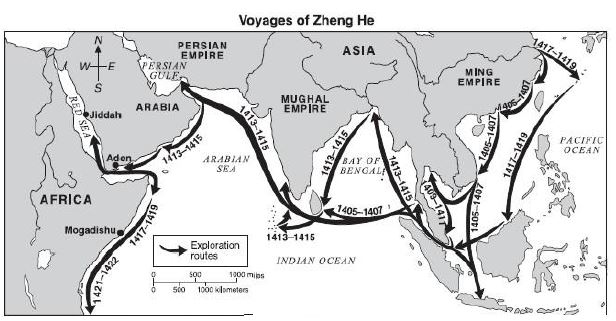 Voyages of Zheng He
N
W
E
S
PERSIAN
EMPIRE
PERSIAN
GULF
ASIA
MING
EMPIRE
1417–1419
1405–1407
1405–1407
1417–1419
PACIFIC
OCEAN
RED SEA
Jiddah
ARABIA
Aden
1413–1415
ARABIAN
SEA
1413–1415
MUGHAL
EMPIRE
1413–1415
BAY OF
BENGAL
1413–1415
1405–1407
1405–1407
AFRICA
Mogadishu
1417–1419
1421–1422
1413–1415
INDIAN OCEAN
Exploration
routes
0 500 1000 miles
0 500 1000 kilometers